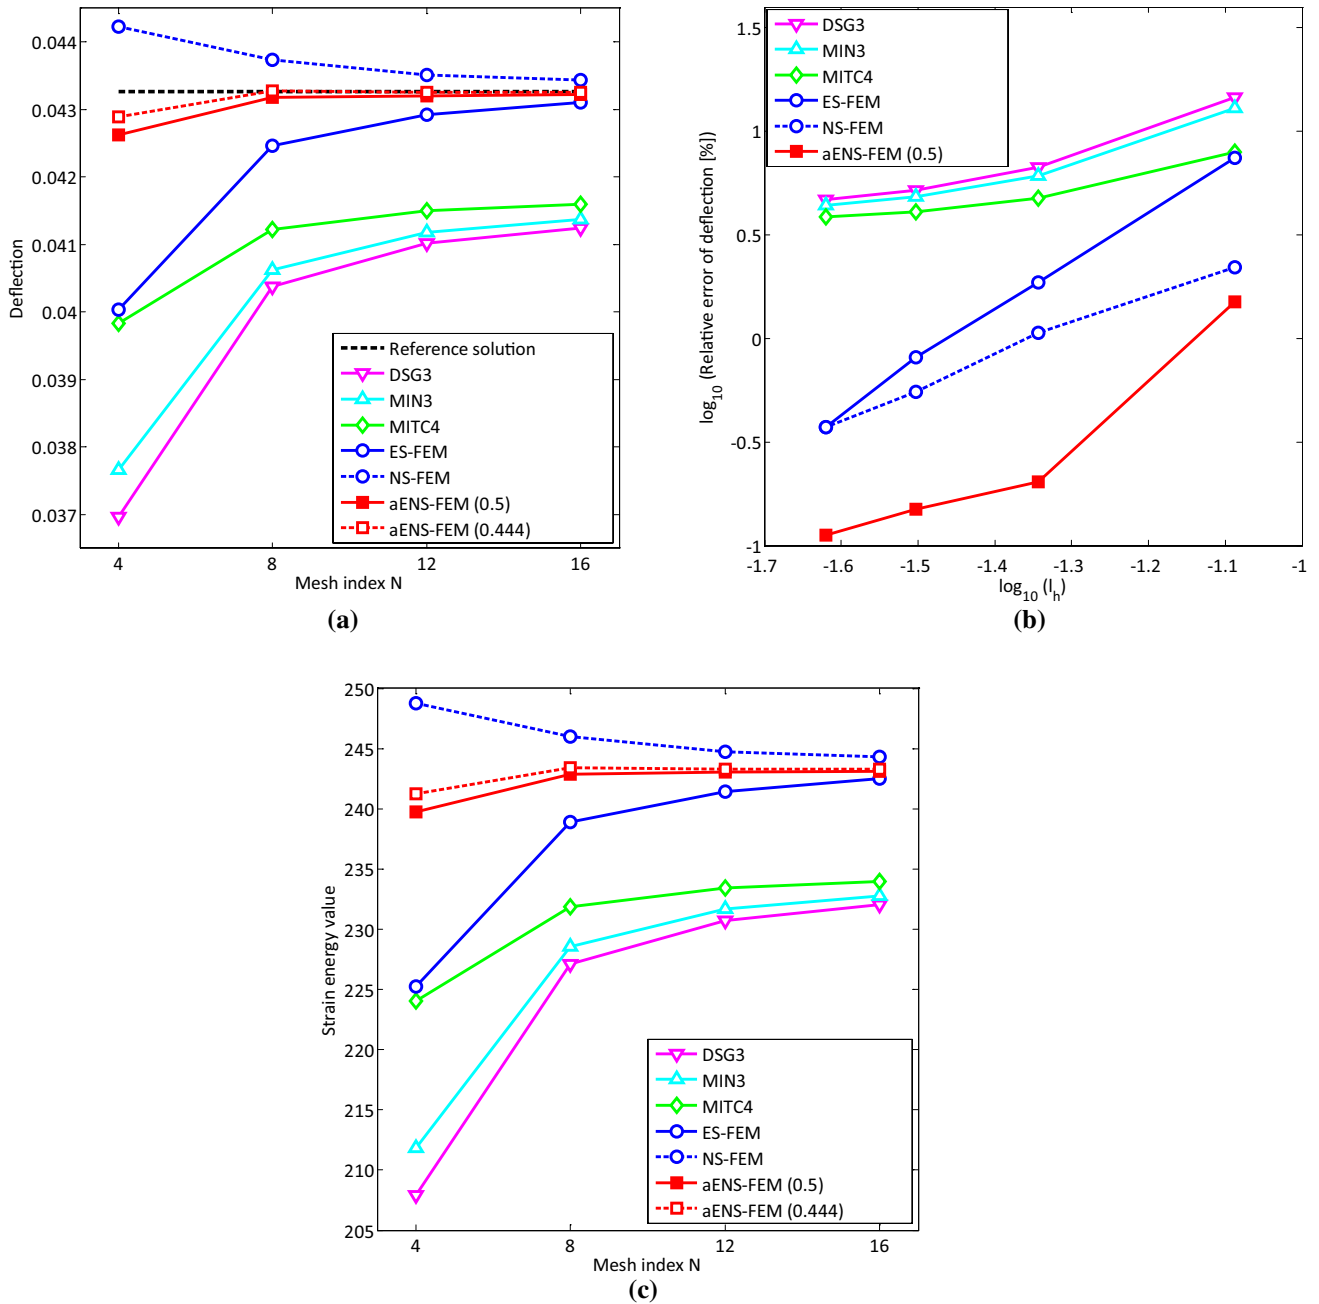 0.044
0.043
0.042
0.041
0.04
0.039
0.038
0.037
Deflection
Reference solution
DSG3
MIN3
MITC4
ES-FEM
NS-FEM
aENS-FEM (0.5)
aENS-FEM (0.444)
4
8
12
16
Mesh index N
(a)
1.5
1
0.5
0
-0.5
-1
log10 (Relative error of deflection [%])
DSG3
MIN3
MITC4
ES-FEM
NS-FEM
aENS-FEM (0.5)
-1.7
-1.6
-1.5
-1.4
-1.3
-1.2
-1.1
-1
log10 (lh)
(b)
250
245
240
235
230
225
220
215
210
205
Strain energy value
DSG3
MIN3
MITC4
ES-FEM
NS-FEM
aENS-FEM (0.5)
aENS-FEM (0.444)
4
8
12
16
Mesh index N
(c)